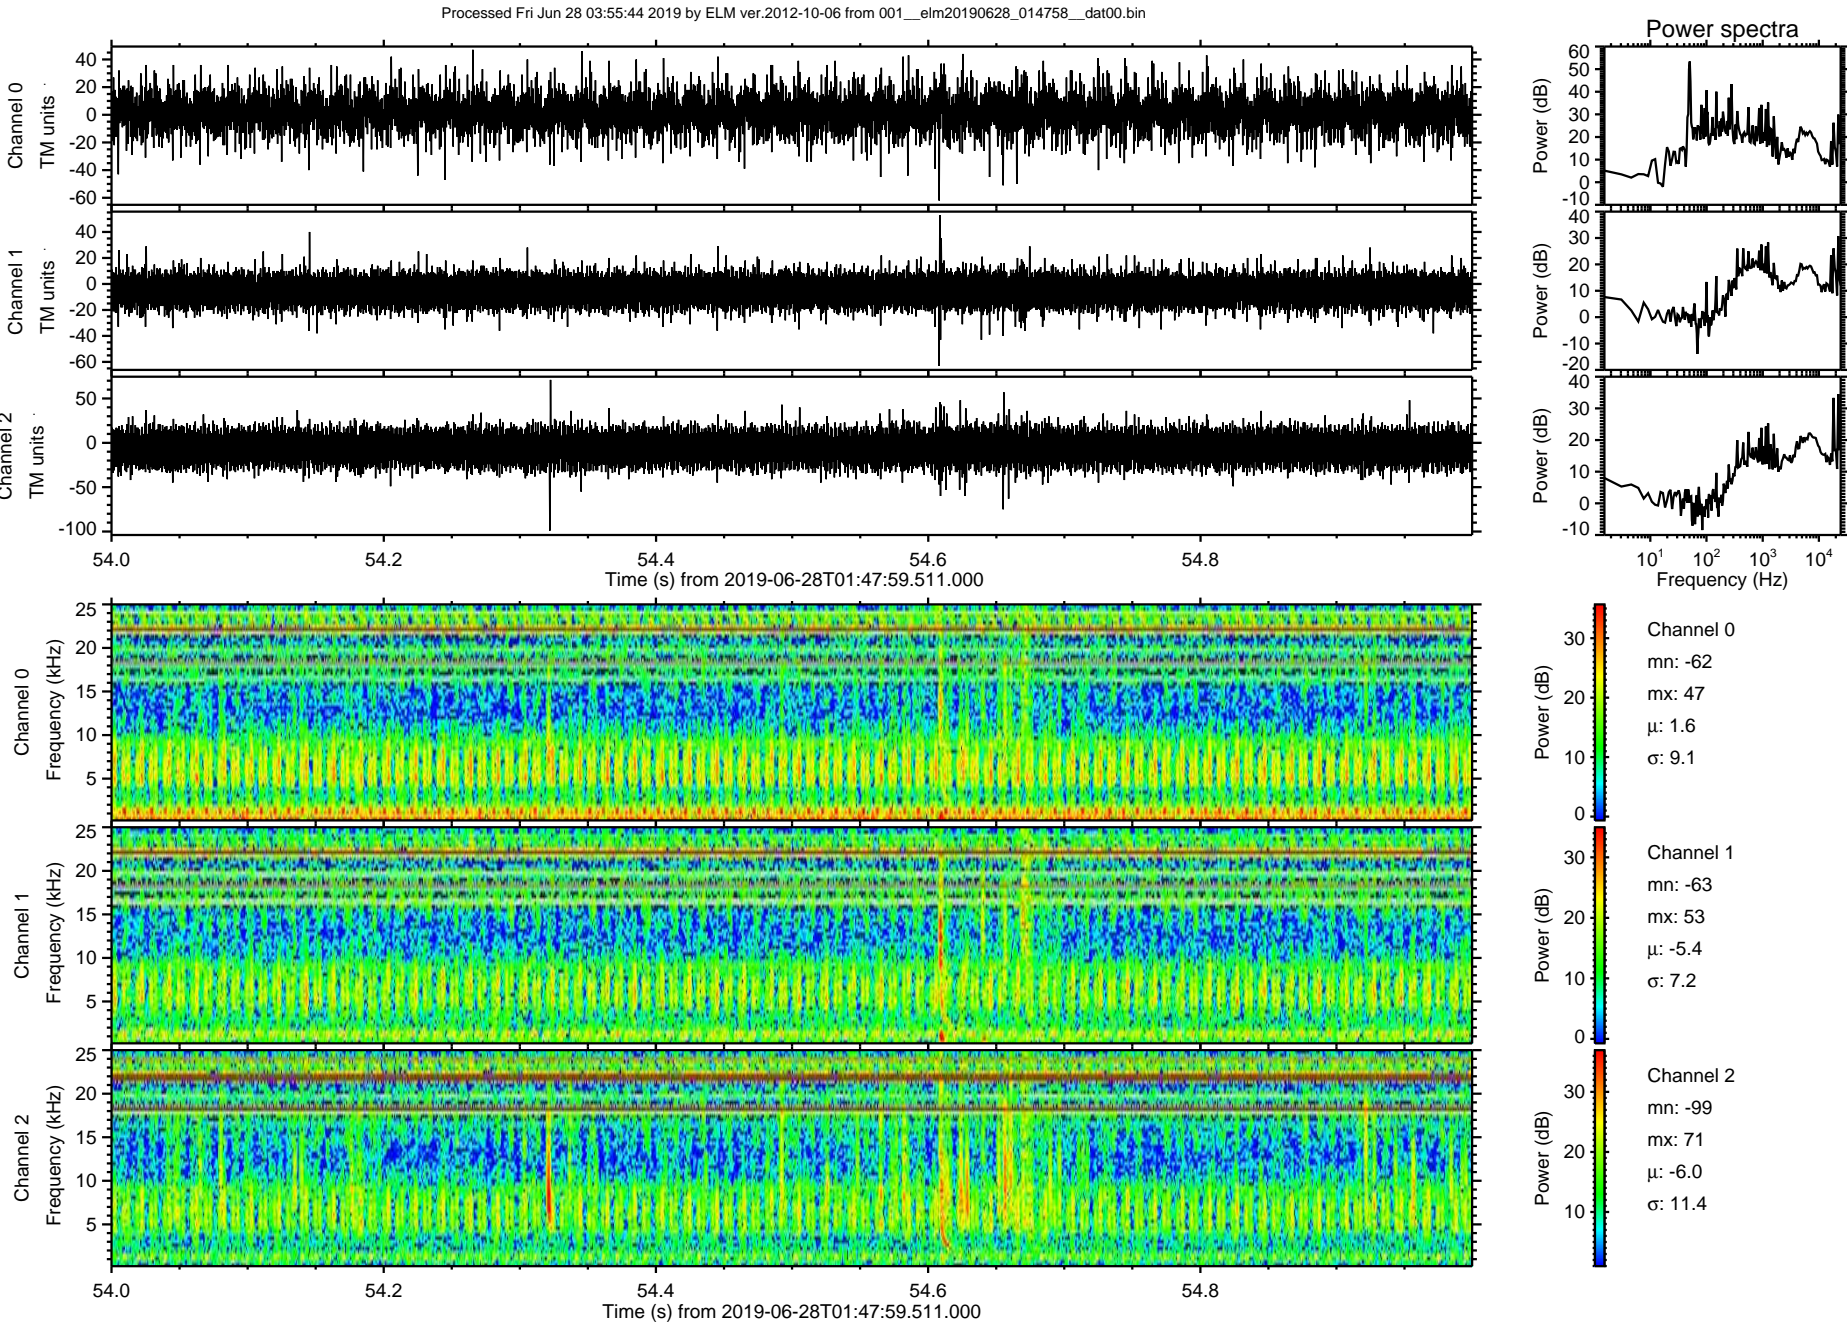 Processed Fri Jun 28 03:55:44 2019 by ELM ver.2012-10-06 from 001__elm20190628_014758__dat00.bin
Power spectra
Channel 0
TM units
40
20
0
-20
-40
-60
Power (dB)
60
50
40
30
20
10
0
-10
Channel 1
TM units
40
20
0
-20
-40
-60
Power (dB)
40
30
20
10
0
-10
-20
Channel 2
TM units
50
0
-50
-100
Power (dB)
40
30
20
10
0
-10
54.0 54.2 54.4 54.6 54.8
Time (s) from 2019-06-28T01:47:59.511.000
10¹ 10² 10³ 10⁴
Frequency (Hz)
Channel 0
Frequency (kHz)
25
20
15
10
5
Power (dB)
30
20
10
0
Channel 0
mn: -62
mx: 47
μ: 1.6
σ: 9.1
Channel 1
Frequency (kHz)
25
20
15
10
5
Power (dB)
30
20
10
0
Channel 1
mn: -63
mx: 53
μ: -5.4
σ: 7.2
Channel 2
Frequency (kHz)
25
20
15
10
5
Power (dB)
30
20
10
Channel 2
mn: -99
mx: 71
μ: -6.0
σ: 11.4
54.0 54.2 54.4 54.6 54.8
Time (s) from 2019-06-28T01:47:59.511.000